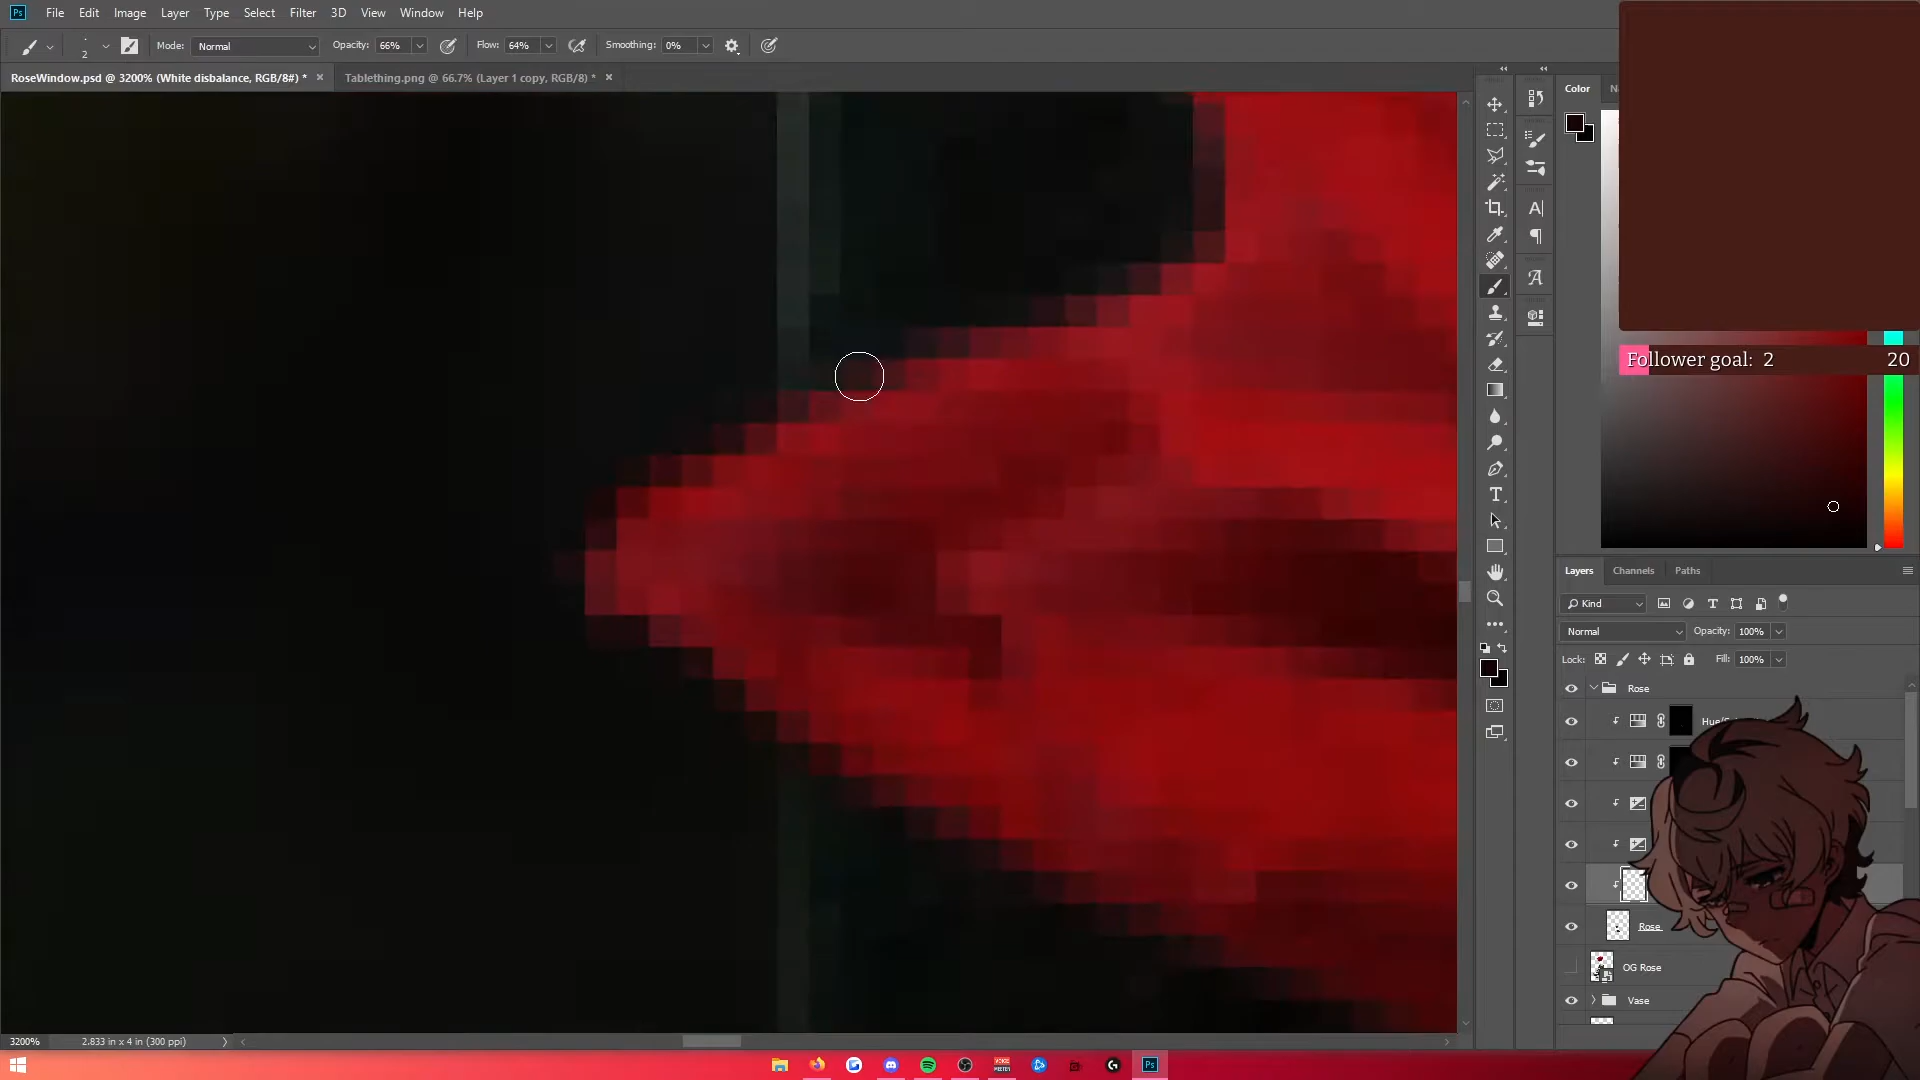 Ps File Edit Image Layer Type Select Filter 3D View Window Help
2 Mode: Normal Opacity: 66% Flow: 64% Smoothing: 0%
RoseWindow.psd @ 3200% (White disbalance, RGB/8#) *
Tablething.png @ 66.7% (Layer 1 copy, RGB/8) *
Color
Follower goal: 2 20
Layers Channels Paths
Kind
Normal Opacity: 100%
Lock: Fill: 100%
Rose
Rose
OG Rose
Vase
3200% 2.833 in x 4 in (300 ppi)
Ps